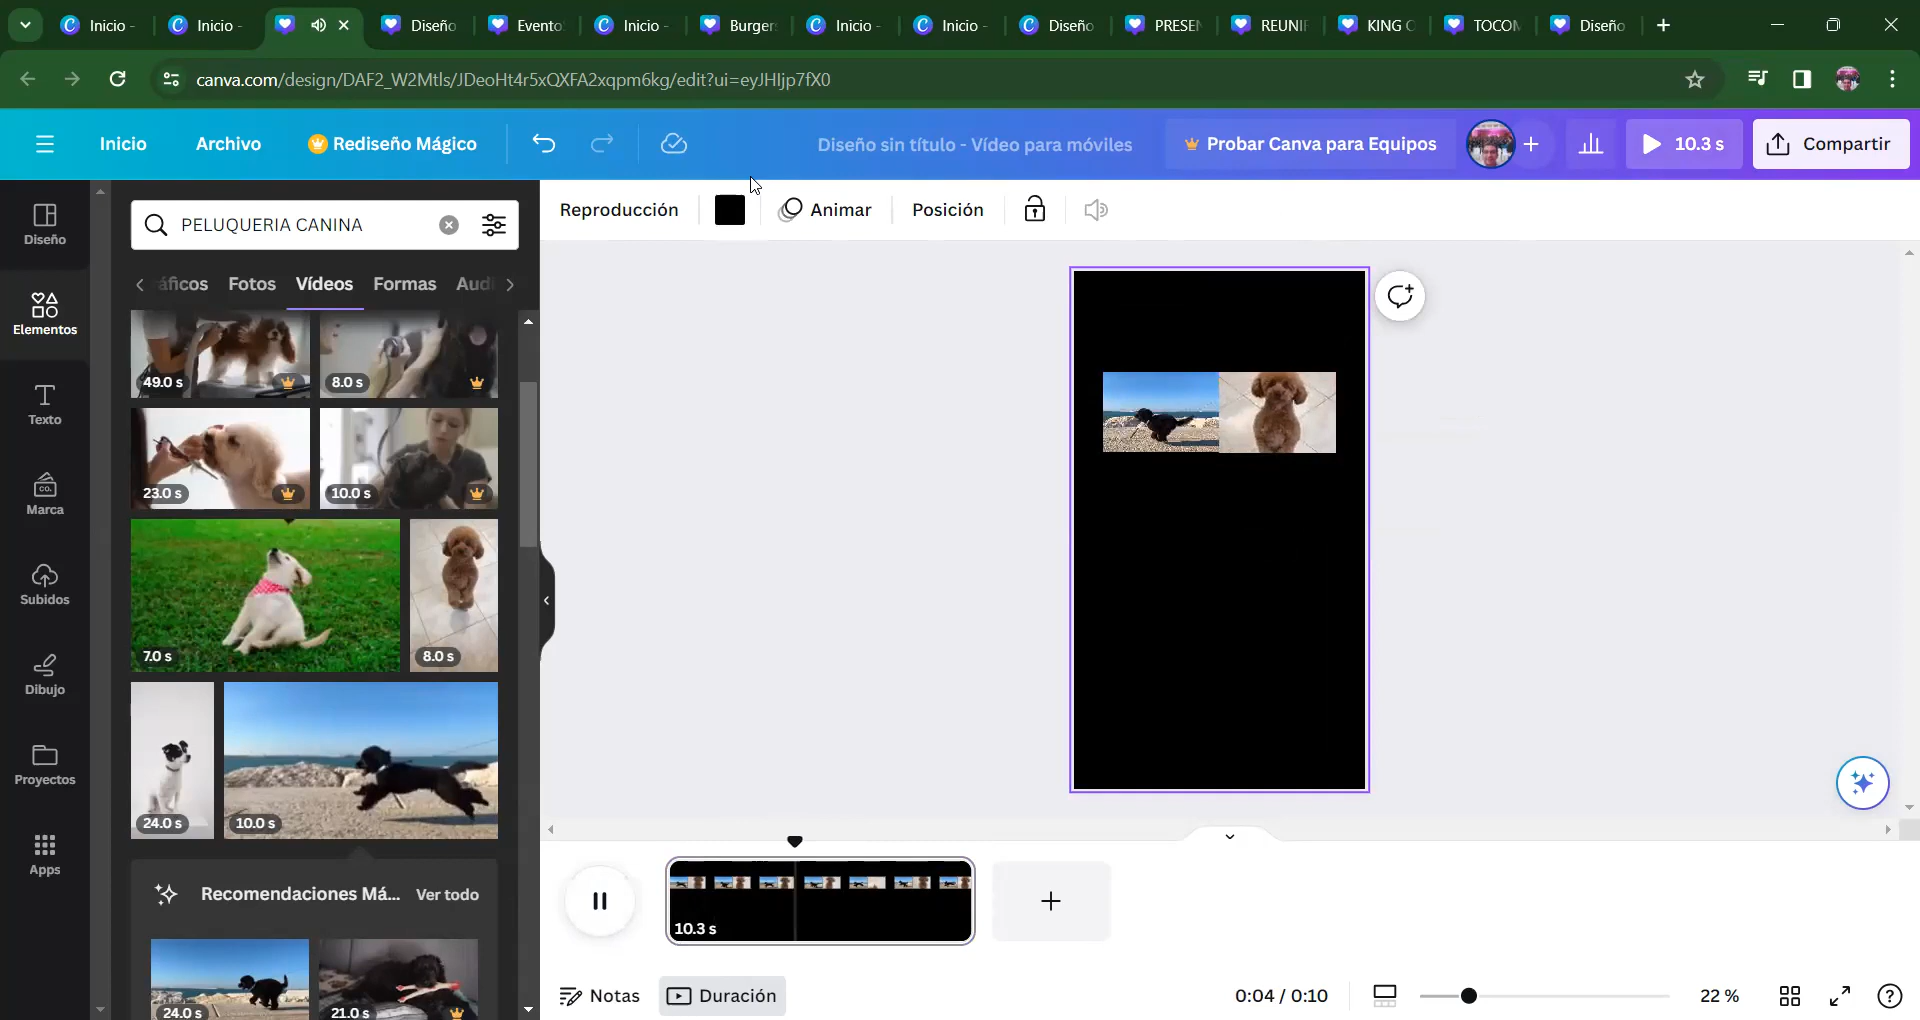 Inicio -
Inicio -
Diseño
Evento
Inicio -
Burger
Inicio -
Inicio -
Diseño
PRESEN
REUNIF
KING C
TOCOM
Diseño
canva.com/design/DAF2_W2Mtls/JDeoHt4r5xQXFA2xqpm6kg/edit?ui=eyJHIjp7fX0
Inicio
Archivo
Rediseño Mágico
Diseño sin título - Vídeo para móviles
Probar Canva para Equipos
10.3 s
Compartir
Diseño
Elementos
Texto
Marca
Subidos
Dibujo
Proyectos
Apps
PELUQUERIA CANINA
áficos Fotos Vídeos Formas Audi
49.0 s
8.0 s
23.0 s
10.0 s
7.0 s
8.0 s
24.0 s
10.0 s
Recomendaciones Má... Ver todo
24.0 s
21.0 s
Reproducción
Animar
Posición
10.3 s
Notas
Duración
0:04 / 0:10
22 %
CO.